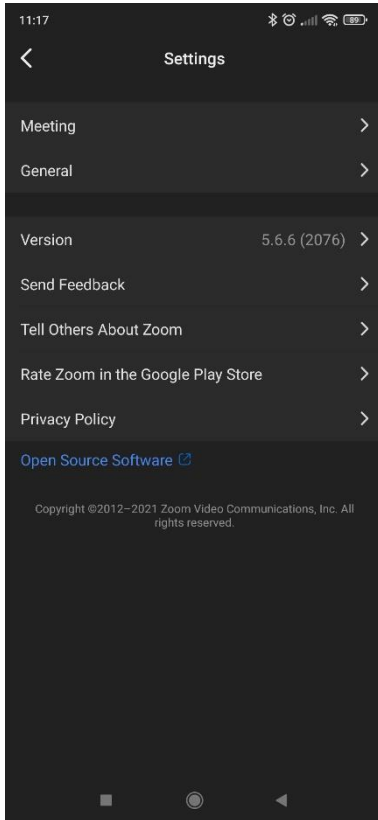 11:17
89
Settings
Meeting
General
Version 5.6.6 (2076)
Send Feedback
Tell Others About Zoom
Rate Zoom in the Google Play Store
Privacy Policy
Open Source Software
Copyright ©2012–2021 Zoom Video Communications, Inc. All
rights reserved.